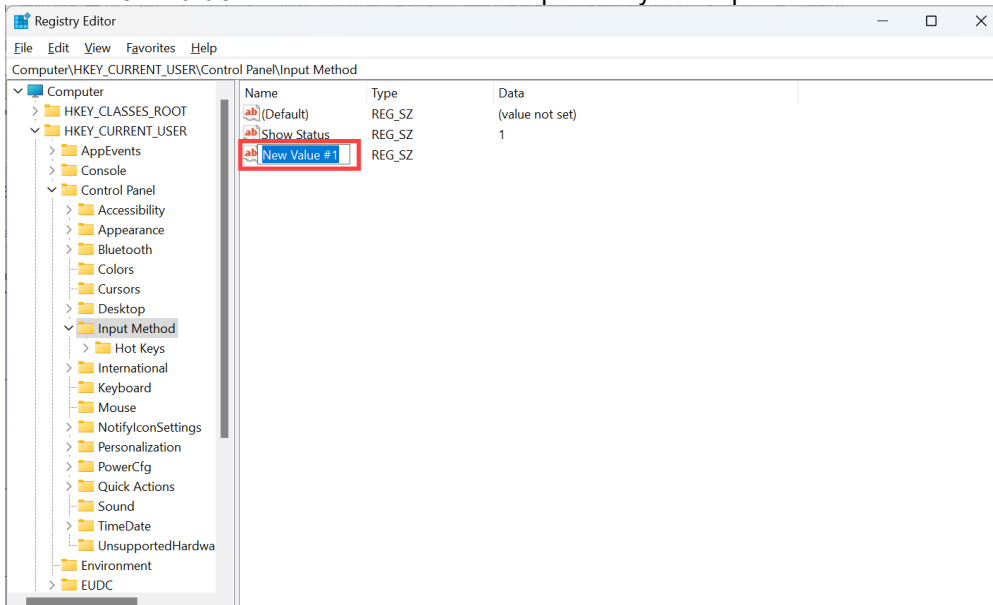 Registry Editor
File Edit View Favorites Help
Computer\HKEY_CURRENT_USER\Control Panel\Input Method
Computer
HKEY_CLASSES_ROOT
HKEY_CURRENT_USER
AppEvents
Console
Control Panel
Accessibility
Appearance
Bluetooth
Colors
Cursors
Desktop
Input Method
Hot Keys
International
Keyboard
Mouse
NotifyIconSettings
Personalization
PowerCfg
Quick Actions
Sound
TimeDate
UnsupportedHardwa
Environment
EUDC
Name Type Data
ab (Default) REG_SZ (value not set)
ab Show Status REG_SZ 1
ab New Value #1 REG_SZ